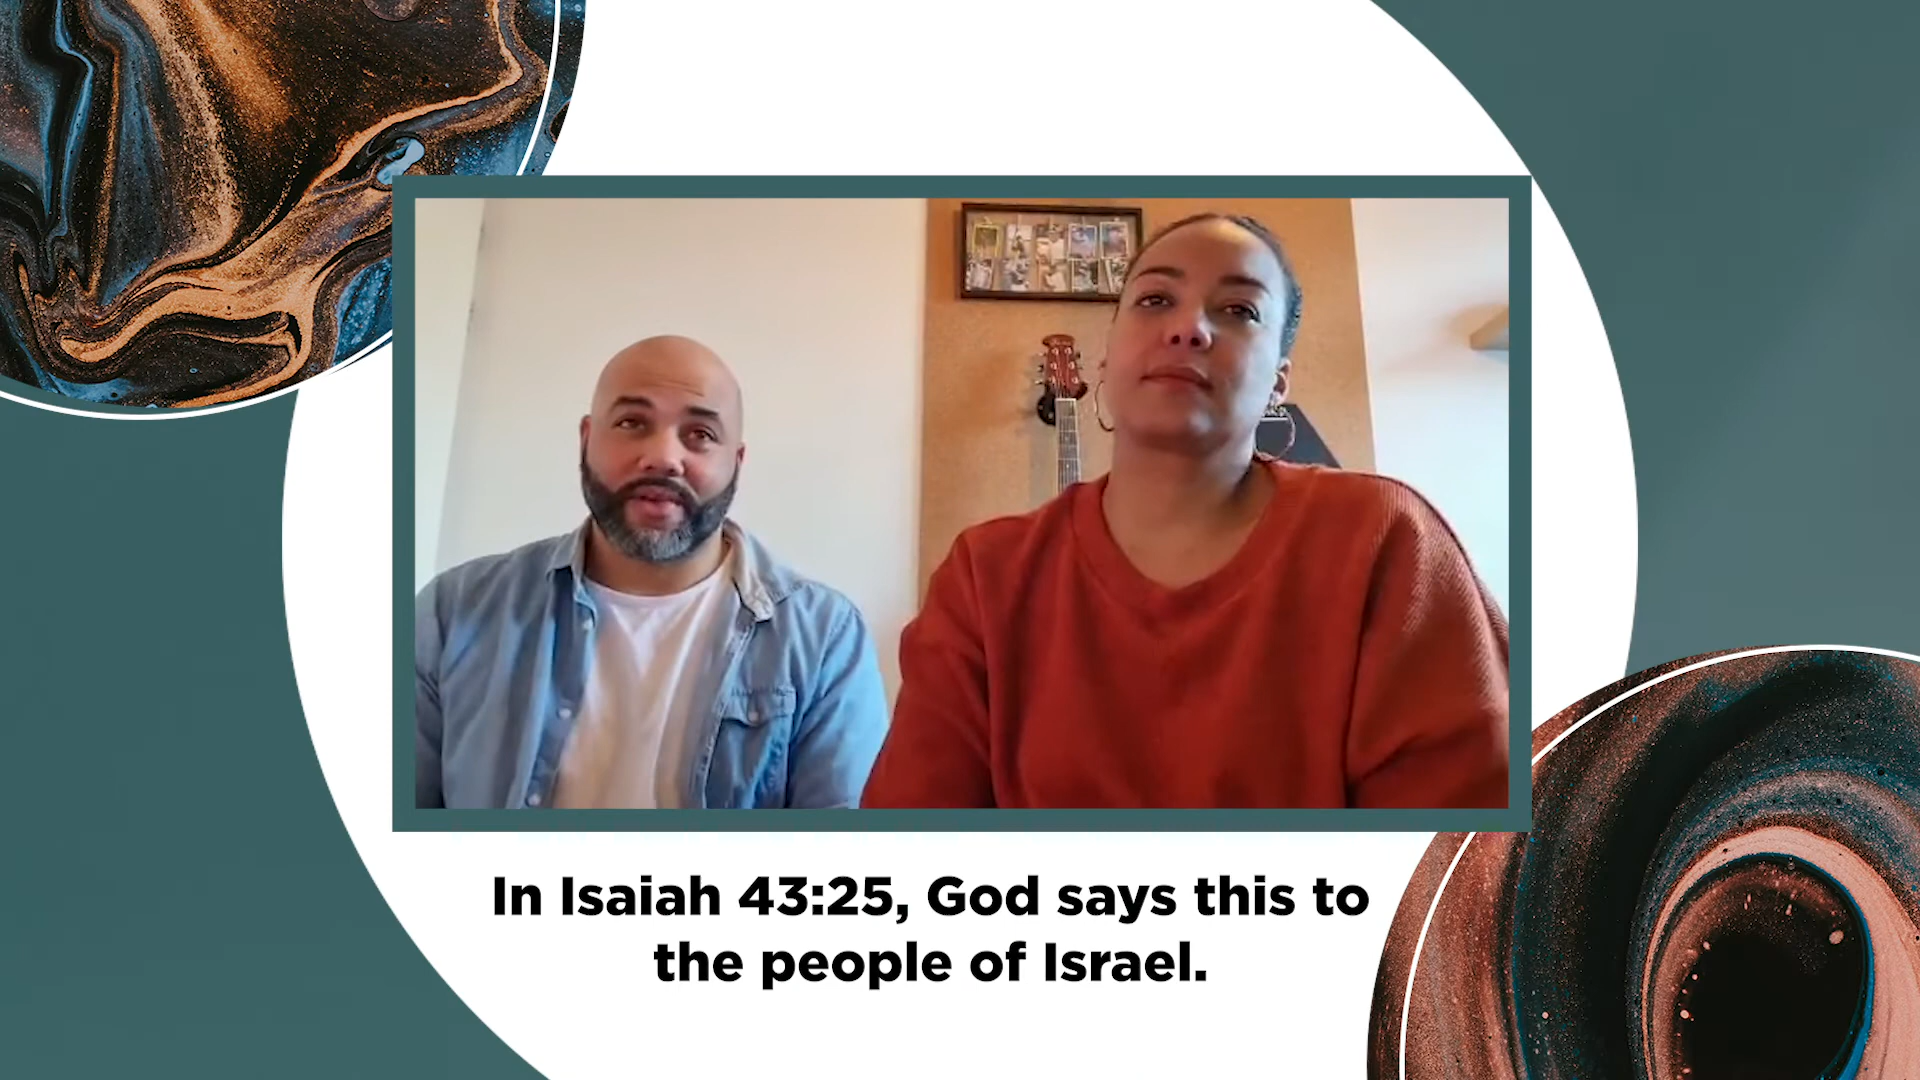 In Isaiah 43:25, God says this to
the people of Israel.